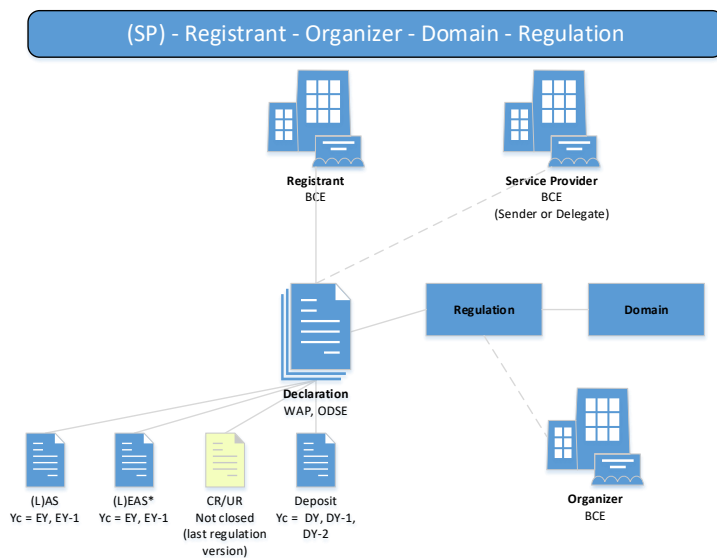 (SP) - Registrant - Organizer - Domain - Regulation
Registrant
BCE
Service Provider
BCE
(Sender or Delegate)
Regulation
Domain
Declaration
WAP, ODSE
(L)AS
Yc = EY, EY-1
(L)EAS*
Yc = EY, EY-1
CR/UR
Not closed
(last regulation
version)
Deposit
Yc = DY, DY-1,
DY-2
Organizer
BCE